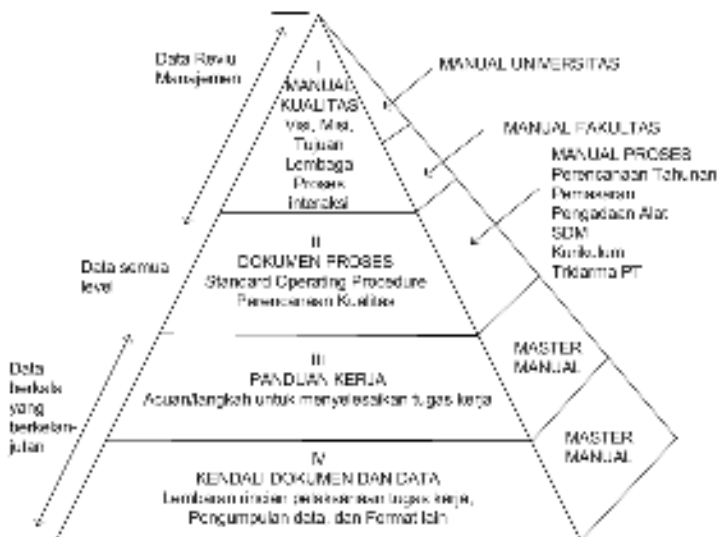 Data Reviu
Manajemen
I
MANUAL
KUALITAS
Visi, Misi,
Tujuan
Lembaga
Proses
interaksi
MANUAL UNIVERSITAS
MANUAL FAKULTAS
MANUAL PROSES
Perencanaan Tahunan
Pemasaran
Pengadaan Alat
SDM
Kurikulum
Tridarma PT
Data semua
level
II
DOKUMEN PROSES
Standard Operating Procedure
Perencanaan Kualitas
Data
berkala
yang
berkelan-
jutan
III
PANDUAN KERJA
Acuan/langkah untuk menyelesaikan tugas kerja
MASTER
MANUAL
IV
KENDALI DOKUMEN DAN DATA
Lembaran rincian pelaksanaan tugas kerja,
Pengumpulan data, dan Format lain
MASTER
MANUAL